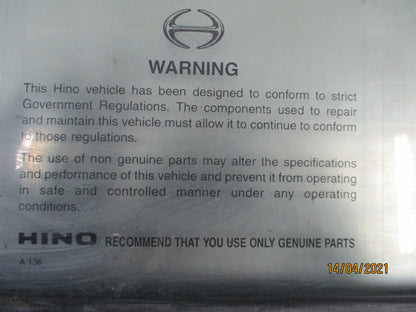 WARNING
This Hino vehicle has been designed to conform to strict
Government Regulations. The components used to repair
and maintain this vehicle must allow it to continue to conform
to those regulations.
The use of non genuine parts may alter the specifications
and performance of this vehicle and prevent it from operating
in safe and controlled manner under any operating
conditions.
HINO RECOMMEND THAT YOU USE ONLY GENUINE PARTS
A-136
14/04/2021